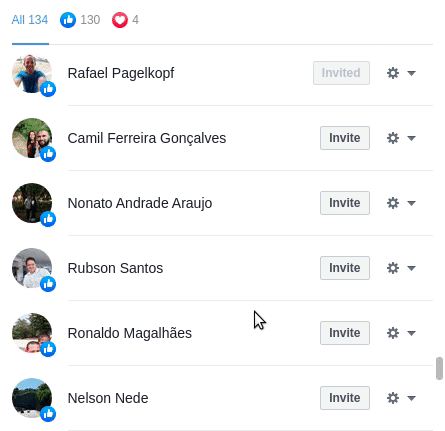 All 134 130 4
Rafael Pagelkopf Invited
Camil Ferreira Gonçalves Invite
Nonato Andrade Araujo Invite
Rubson Santos Invite
Ronaldo Magalhães Invite
Nelson Nede Invite